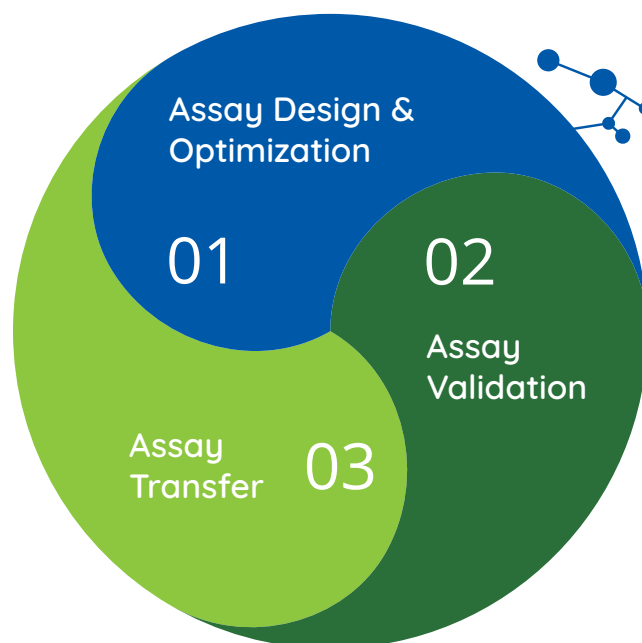 Assay Design &
Optimization
01
02
Assay
Validation
Assay
Transfer
03